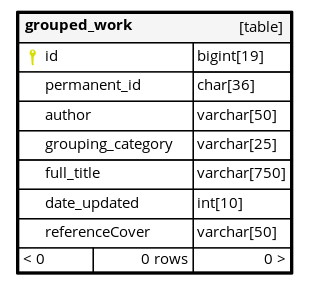 grouped_work [table]
id bigint[19]
permanent_id char[36]
author varchar[50]
grouping_category varchar[25]
full_title varchar[750]
date_updated int[10]
referenceCover varchar[50]
< 0 0 rows 0 >